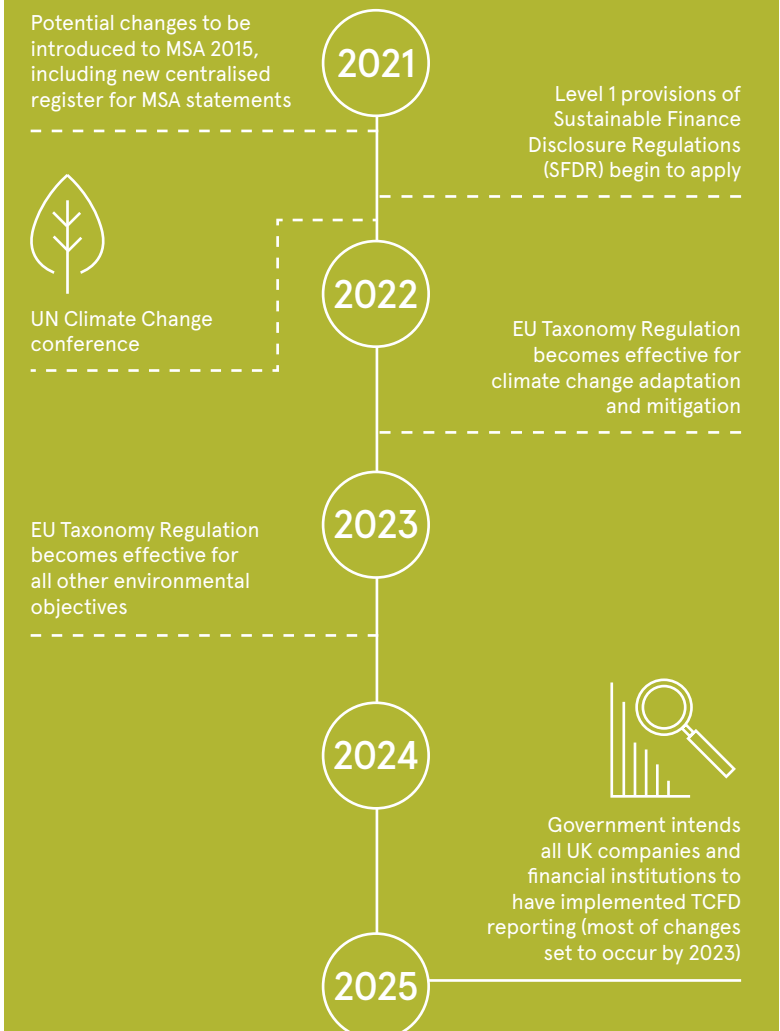 Potential changes to be
introduced to MSA 2015,
including new centralised
register for MSA statements
2021
Level 1 provisions of
Sustainable Finance
Disclosure Regulations
(SFDR) begin to apply
UN Climate Change
conference
2022
EU Taxonomy Regulation
becomes effective for
climate change adaptation
and mitigation
2023
EU Taxonomy Regulation
becomes effective for
all other environmental
objectives
2024
Government intends
all UK companies and
financial institutions to
have implemented TCFD
reporting (most of changes
set to occur by 2023)
2025